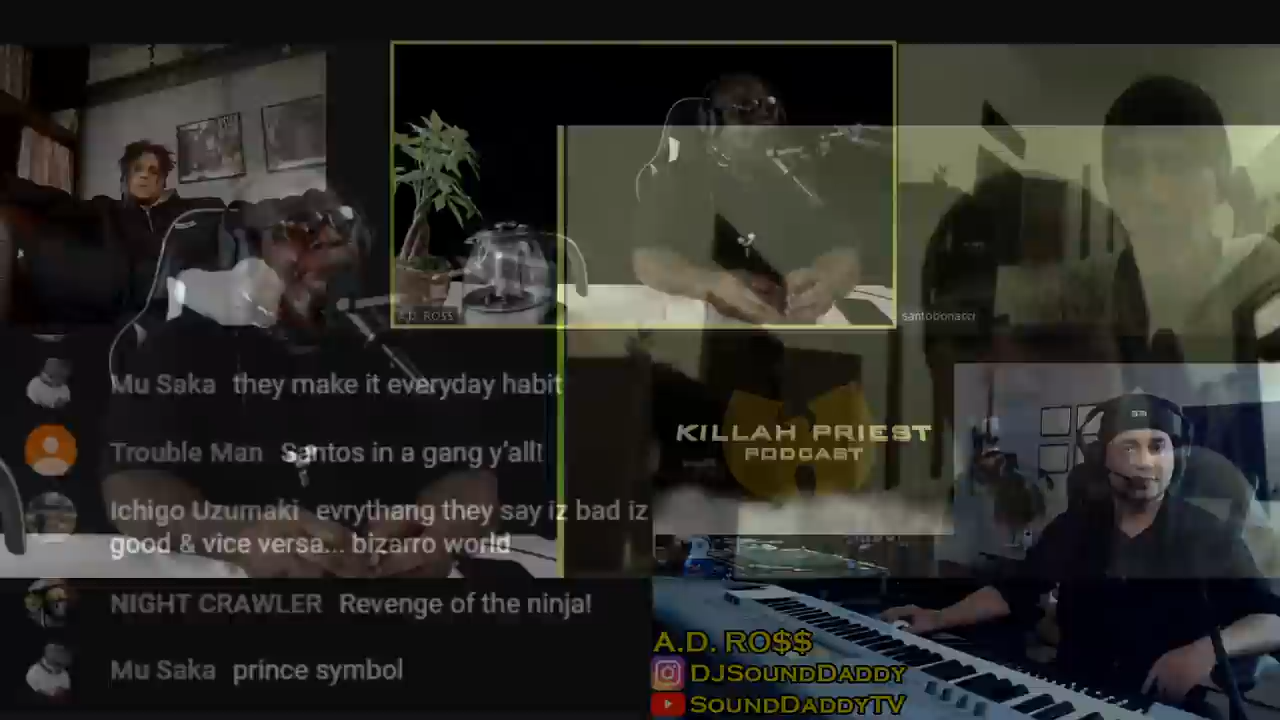 A.D. RO$$
santobonacci
Mu Saka they make it everyday habit
Trouble Man Santos in a gang y'all!
Ichigo Uzumaki evrythang they say iz bad iz
good & vice versa... bizarro world
NIGHT CRAWLER Revenge of the ninja!
Mu Saka prince symbol
KILLAH PRIEST
PODCAST
A.D. RO$$
DJSOUNDDADDY
SOUNDDADDYTV